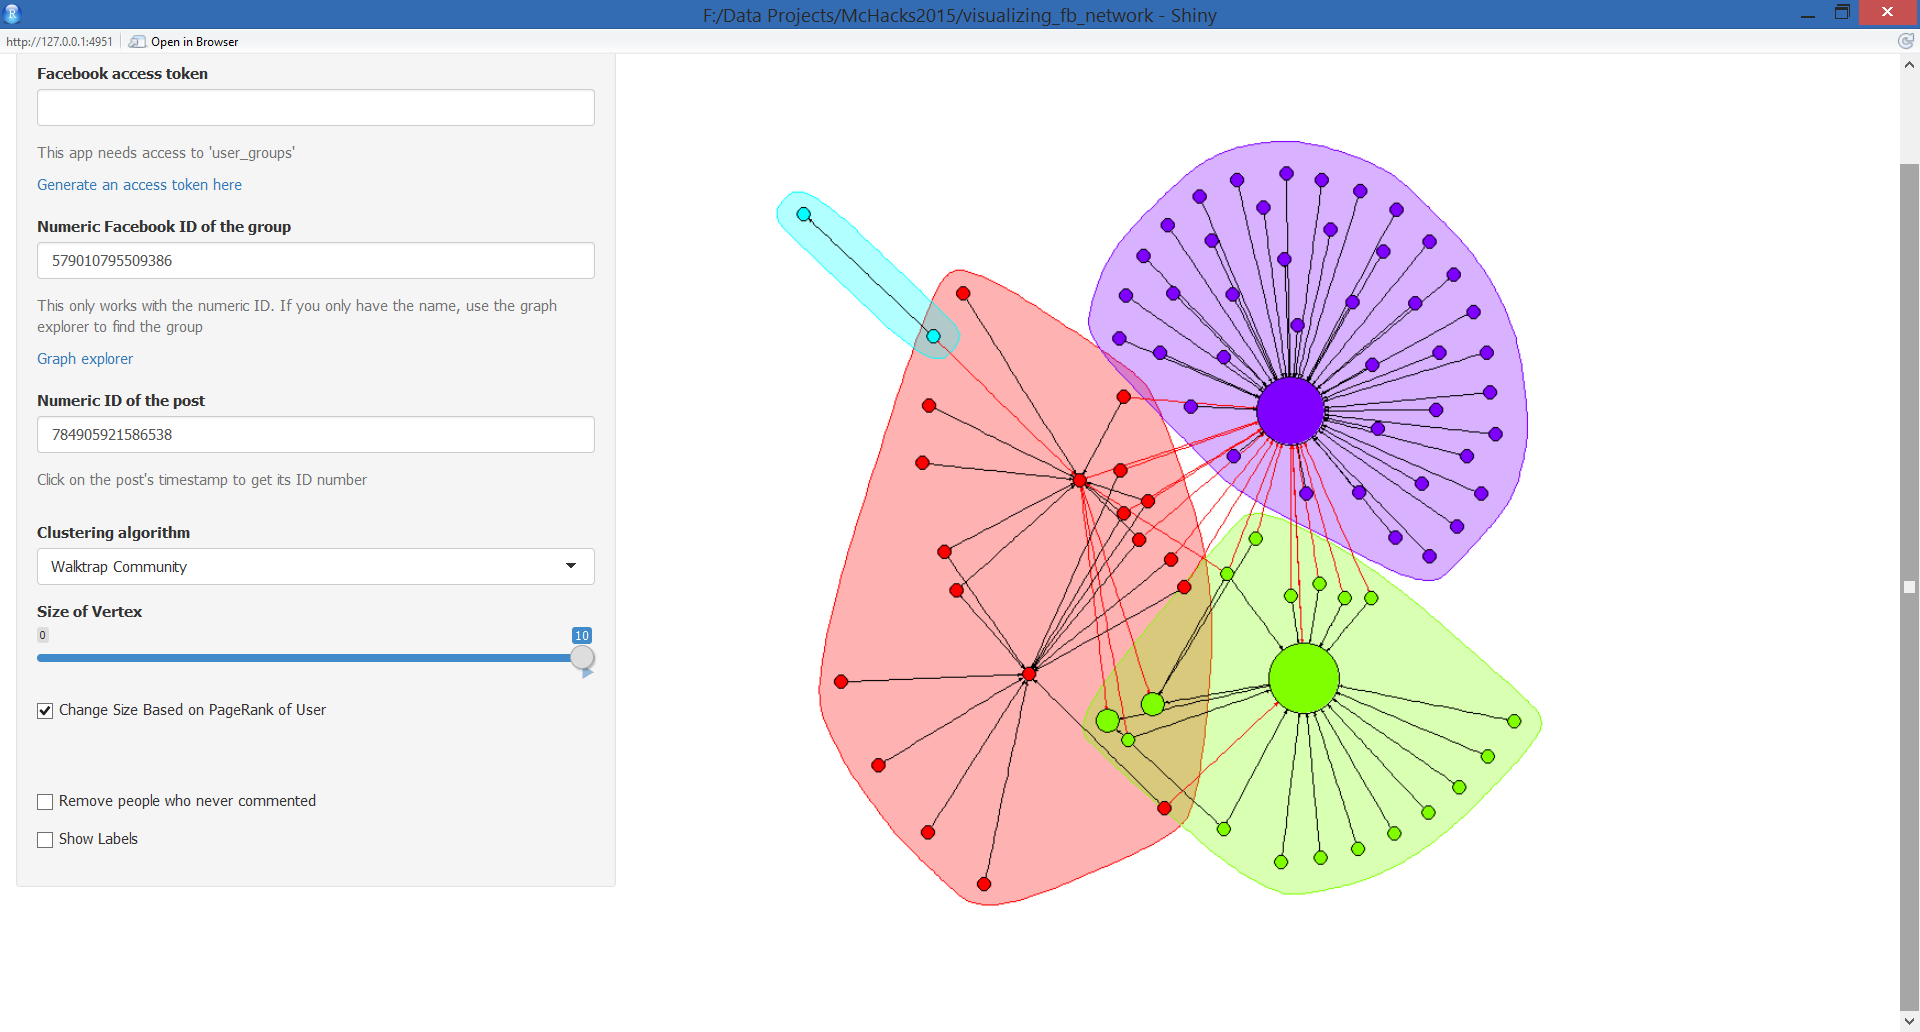 R
F:/Data Projects/McHacks2015/visualizing_fb_network - Shiny
http://127.0.0.1:4951 Open in Browser
Facebook access token
This app needs access to 'user_groups'
Generate an access token here
Numeric Facebook ID of the group
579010795509386
This only works with the numeric ID. If you only have the name, use the graph
explorer to find the group
Graph explorer
Numeric ID of the post
784905921586538
Click on the post's timestamp to get its ID number
Clustering algorithm
Walktrap Community
Size of Vertex
0 10
Change Size Based on PageRank of User
Remove people who never commented
Show Labels